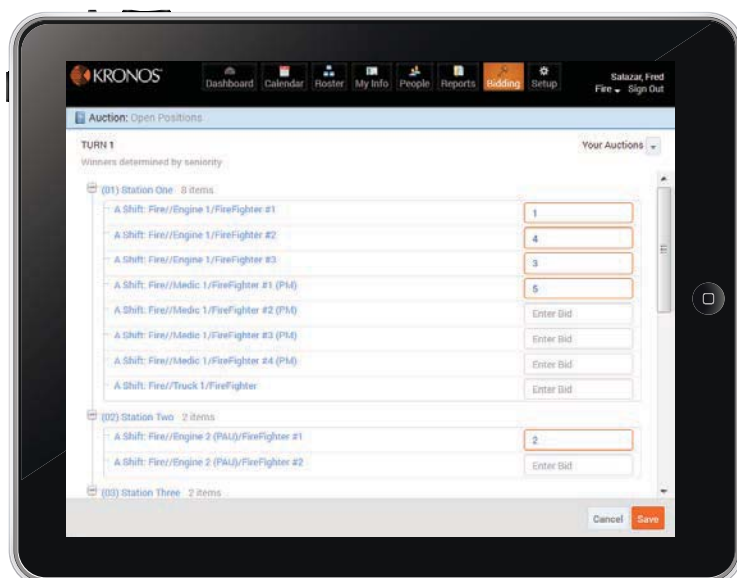 KRONOS
Dashboard Calendar Roster My Info People Reports Bidding Setup
Salazar, Fred
Fire Sign Out
Auction: Open Positions
TURN 1
Your Auctions
Winners determined by seniority
(01) Station One 8 items
A Shift: Fire//Engine 1/FireFighter #1 1
A Shift: Fire//Engine 1/FireFighter #2 4
A Shift: Fire//Engine 1/FireFighter #3 3
A Shift: Fire//Medic 1/FireFighter #1 (PM) 5
A Shift: Fire//Medic 1/FireFighter #2 (PM) Enter Bid
A Shift: Fire//Medic 1/FireFighter #3 (PM) Enter Bid
A Shift: Fire//Medic 1/FireFighter #4 (PM) Enter Bid
A Shift: Fire//Truck 1/FireFighter Enter Bid
(02) Station Two 2 items
A Shift: Fire//Engine 2 (PAU)/FireFighter #1 2
A Shift: Fire//Engine 2 (PAU)/FireFighter #2 Enter Bid
(03) Station Three 2 items
Cancel Save